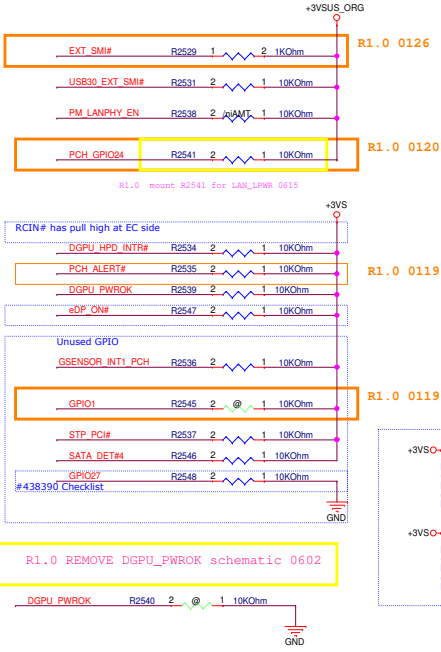 +3VSUS_ORG
R1.0 0126
EXT_SMI# R2529 1 2 1KOhm
USB30_EXT_SMI# R2531 2 1 10KOhm
PM_LANPHY_EN R2538 2 /niAMT 1 10KOhm
R1.0 0120
PCH_GPIO24 R2541 2 1 10KOhm
R1.0 mount R2541 for LAN_LPWR 0615
+3VS
RCIN# has pull high at EC side
DGPU_HPD_INTR# R2534 2 1 10KOhm
PCH_ALERT# R2535 2 1 10KOhm R1.0 0119
DGPU_PWROK R2539 2 1 10KOhm
eDP_ON# R2547 2 1 10KOhm
Unused GPIO
GSENSOR_INT1_PCH R2536 2 1 10KOhm
R1.0 0119
GPIO1 R2545 2 @ 1 10KOhm
STP_PCI# R2537 2 1 10KOhm
+3VS
SATA_DET#4 R2546 2 1 10KOhm
GPIO27 R2548 2 1 10KOhm
#438390 Checklist
GND
+3VS
R1.0 REMOVE DGPU_PWROK schematic 0602
DGPU_PWROK R2540 2 @ 1 10KOhm
GND